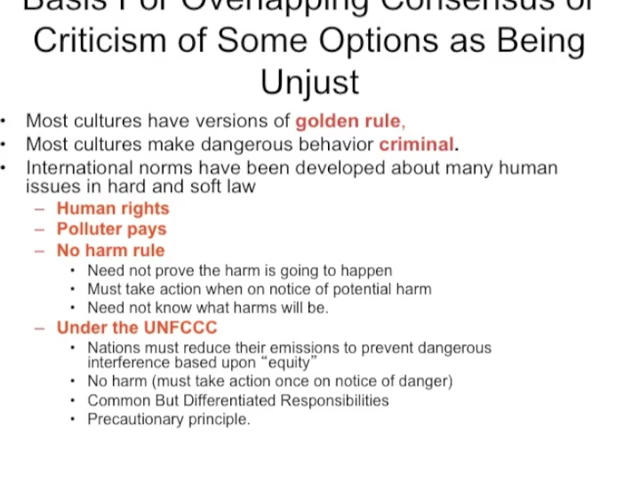 Basis For Overlapping Consensus of
Criticism of Some Options as Being
Unjust
• Most cultures have versions of golden rule,
• Most cultures make dangerous behavior criminal.
• International norms have been developed about many human
issues in hard and soft law
– Human rights
– Polluter pays
– No harm rule
• Need not prove the harm is going to happen
• Must take action when on notice of potential harm
• Need not know what harms will be.
– Under the UNFCCC
• Nations must reduce their emissions to prevent dangerous
interference based upon “equity”
• No harm (must take action once on notice of danger)
• Common But Differentiated Responsibilities
• Precautionary principle.